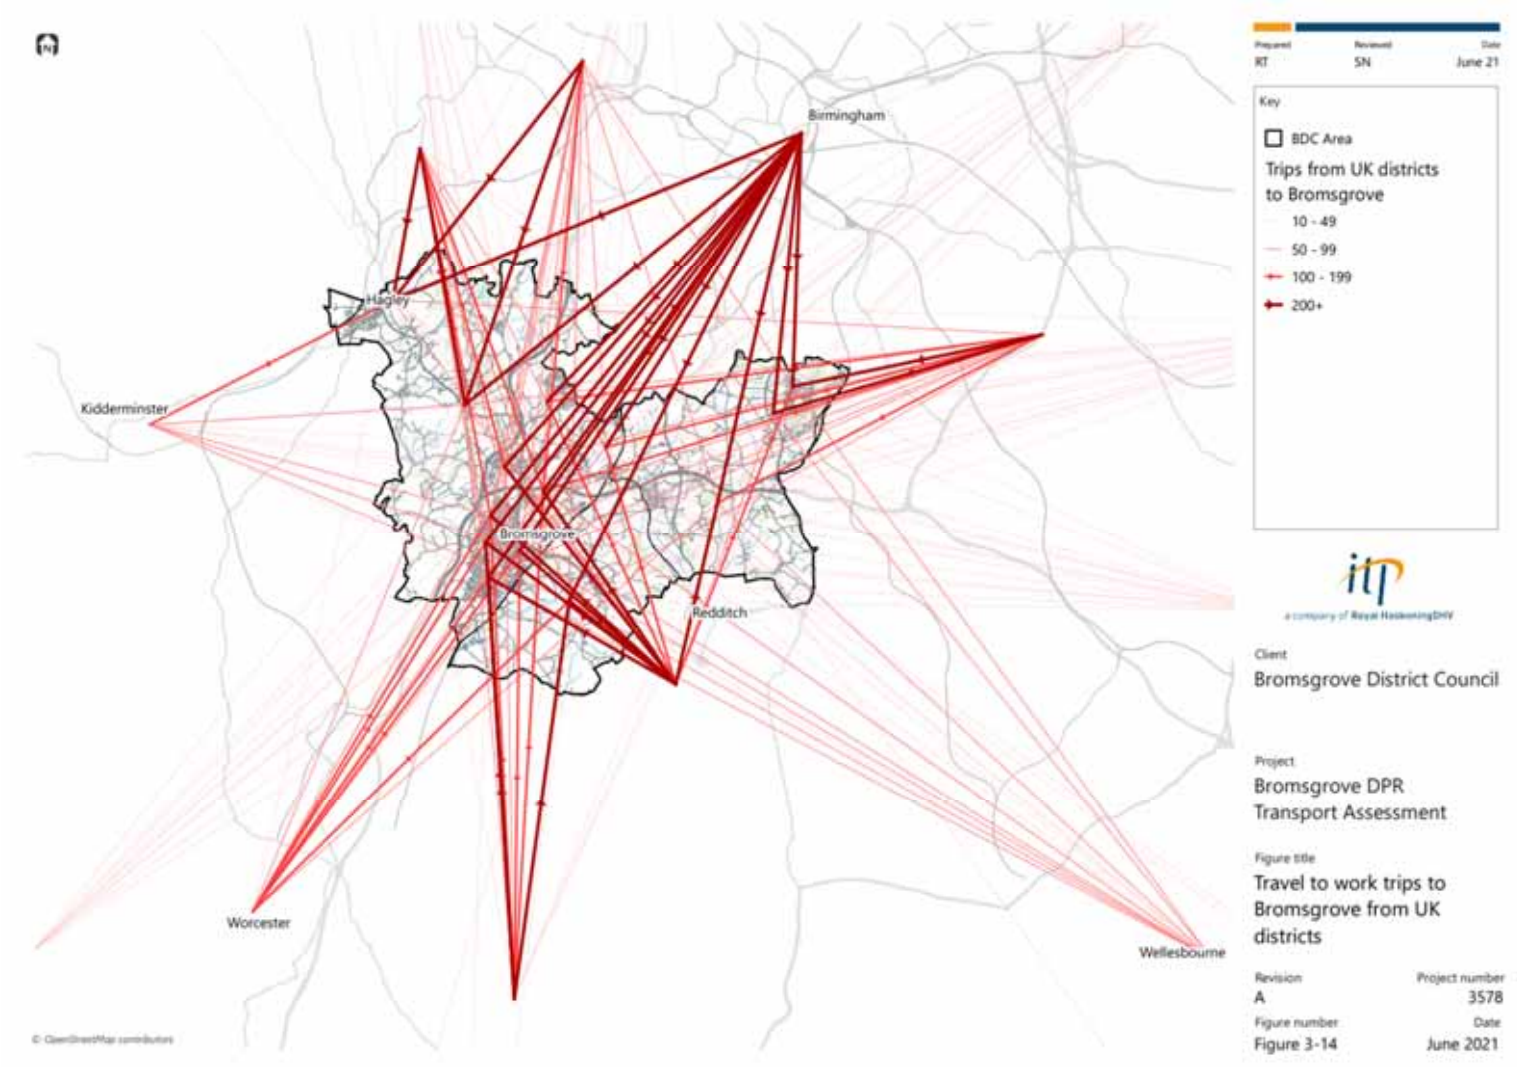 N
Birmingham
Hagley
Kidderminster
Bromsgrove
Redditch
Worcester
Wellesbourne
© OpenStreetMap contributors
Prepared Reviewed Date
RT SN June 21
Key
BDC Area
Trips from UK districts
to Bromsgrove
10 - 49
50 - 99
100 - 199
200+
itp
a company of Royal HaskoningDHV
Client
Bromsgrove District Council
Project
Bromsgrove DPR
Transport Assessment
Figure title
Travel to work trips to
Bromsgrove from UK
districts
Revision Project number
A 3578
Figure number Date
Figure 3-14 June 2021